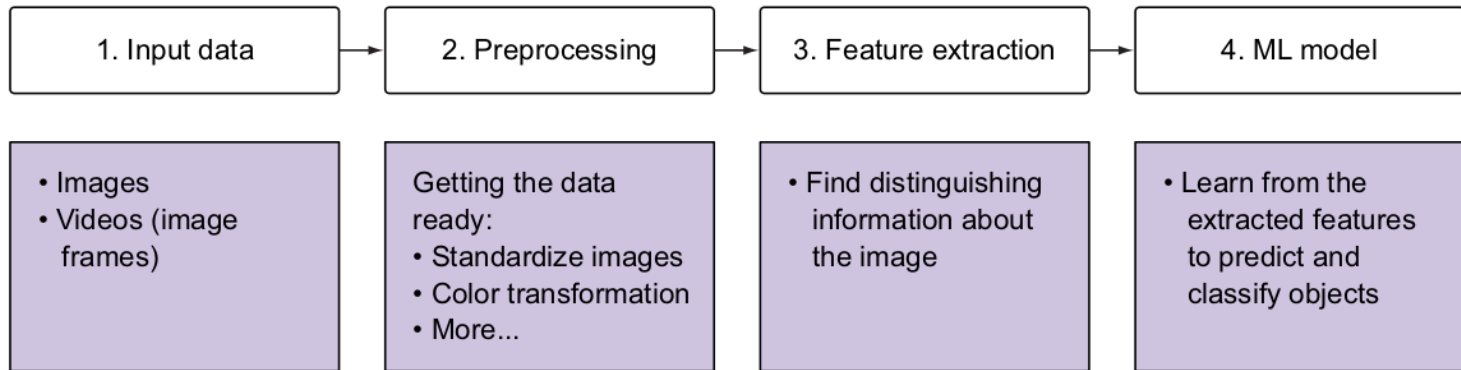 1. Input data
2. Preprocessing
3. Feature extraction
4. ML model
• Images
• Videos (image
frames)
Getting the data
ready:
• Standardize images
• Color transformation
• More...
• Find distinguishing
information about
the image
• Learn from the
extracted features
to predict and
classify objects